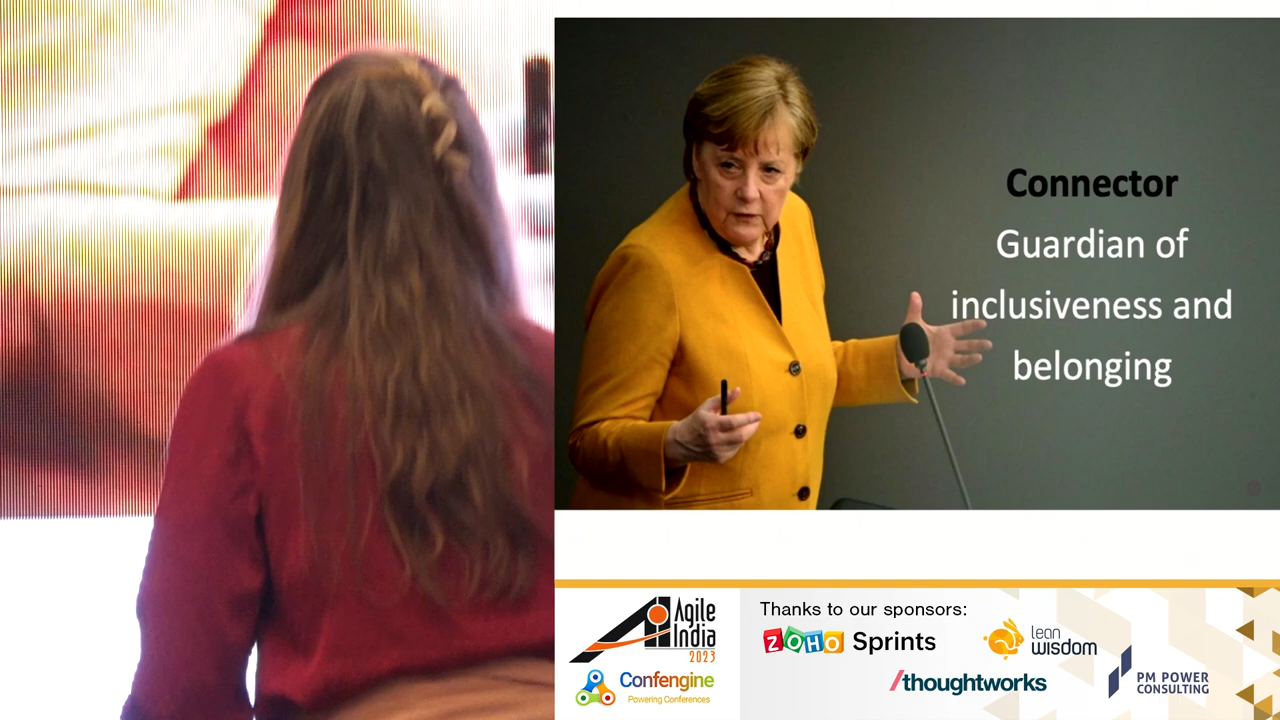 Connector
Guardian of
inclusiveness and
belonging
Agile
India
2023
Confengine
Powering Conferences
Thanks to our sponsors:
ZOHO Sprints
lean
wisdom
/thoughtworks
PM POWER
CONSULTING